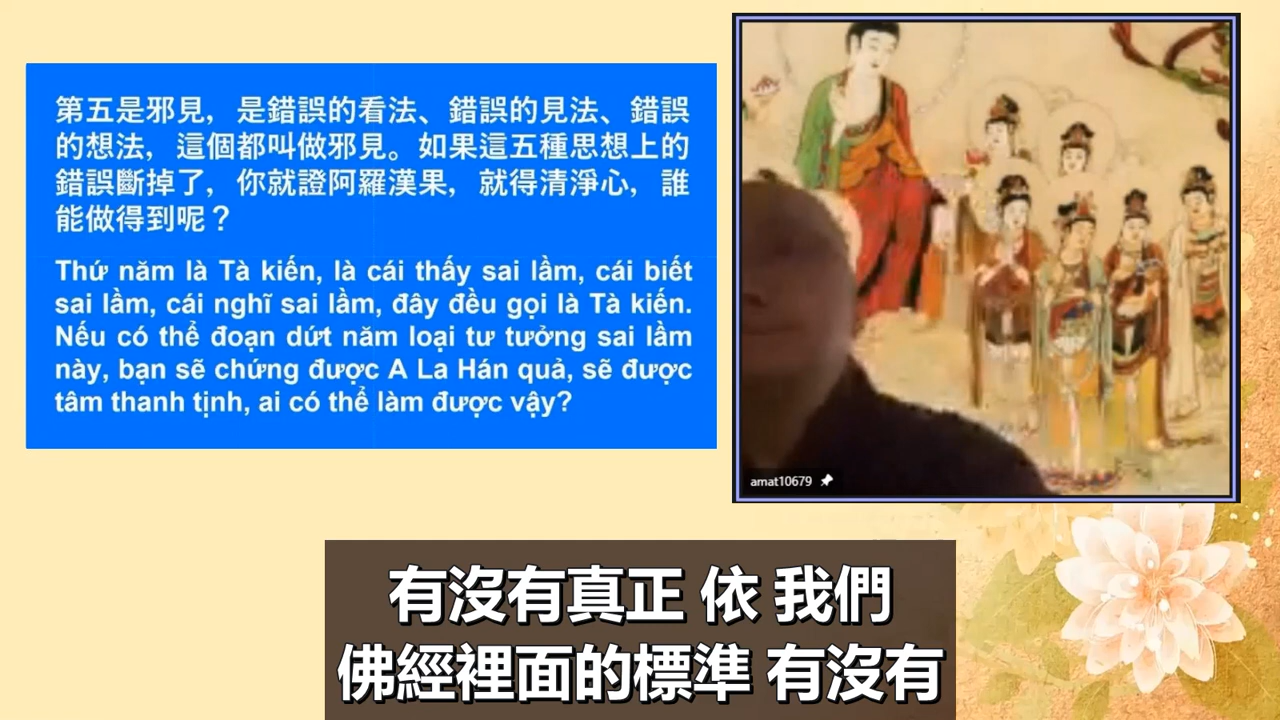 第五是邪見，是錯誤的看法、錯誤的見法、錯誤
的想法，這個都叫做邪見。如果這五種思想上的
錯誤斷掉了，你就證阿羅漢果，就得清淨心，誰
能做得到呢？
Thứ năm là Tà kiến, là cái thấy sai lầm, cái biết
sai lầm, cái nghĩ sai lầm, đây đều gọi là Tà kiến.
Nếu có thể đoạn dứt năm loại tư tưởng sai lầm
này, bạn sẽ chứng được A La Hán quả, sẽ được
tâm thanh tịnh, ai có thể làm được vậy?
amat10679
有沒有真正 依 我們
佛經裡面的標準 有沒有